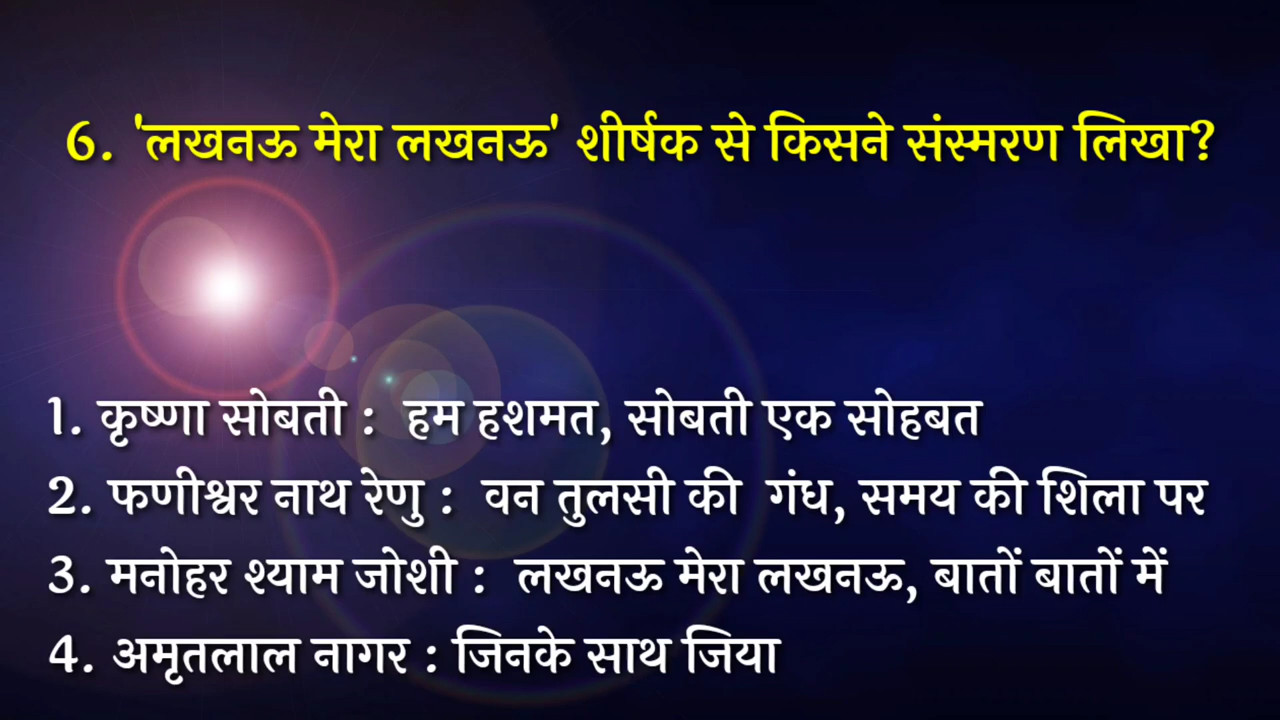 6. 'लखनऊ मेरा लखनऊ' शीर्षक से किसने संस्मरण लिखा?
1. कृष्णा सोबती : हम हशमत, सोबती एक सोहबत
2. फणीश्वर नाथ रेणु : वन तुलसी की गंध, समय की शिला पर
3. मनोहर श्याम जोशी : लखनऊ मेरा लखनऊ, बातों बातों में
4. अमृतलाल नागर : जिनके साथ जिया